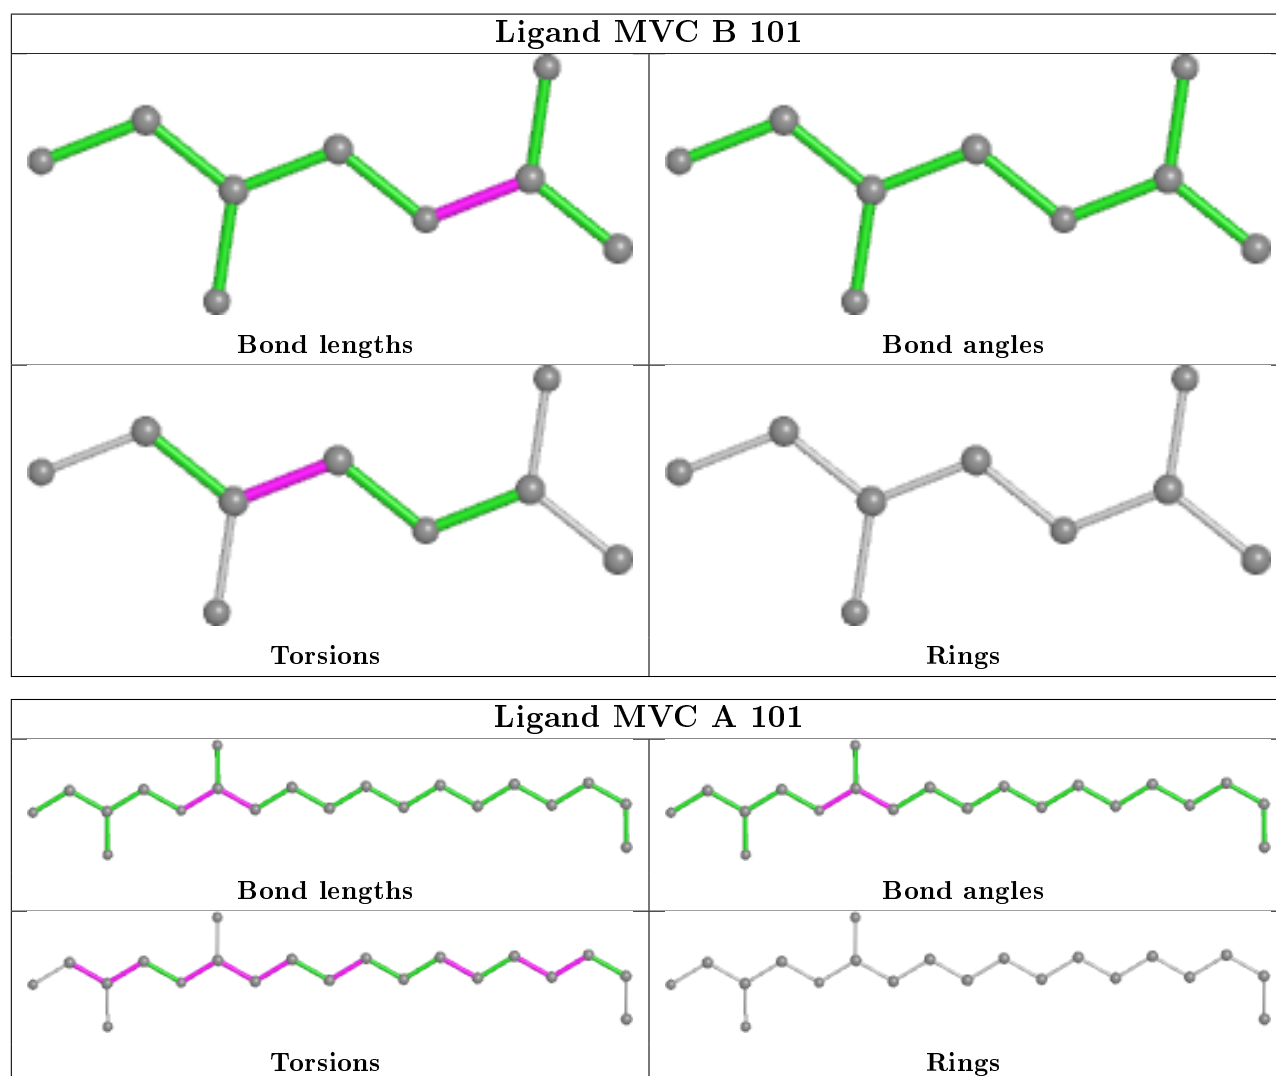 Ligand MVC B 101
Bond lengths
Bond angles
Torsions
Rings
Ligand MVC A 101
Bond lengths
Bond angles
Torsions
Rings